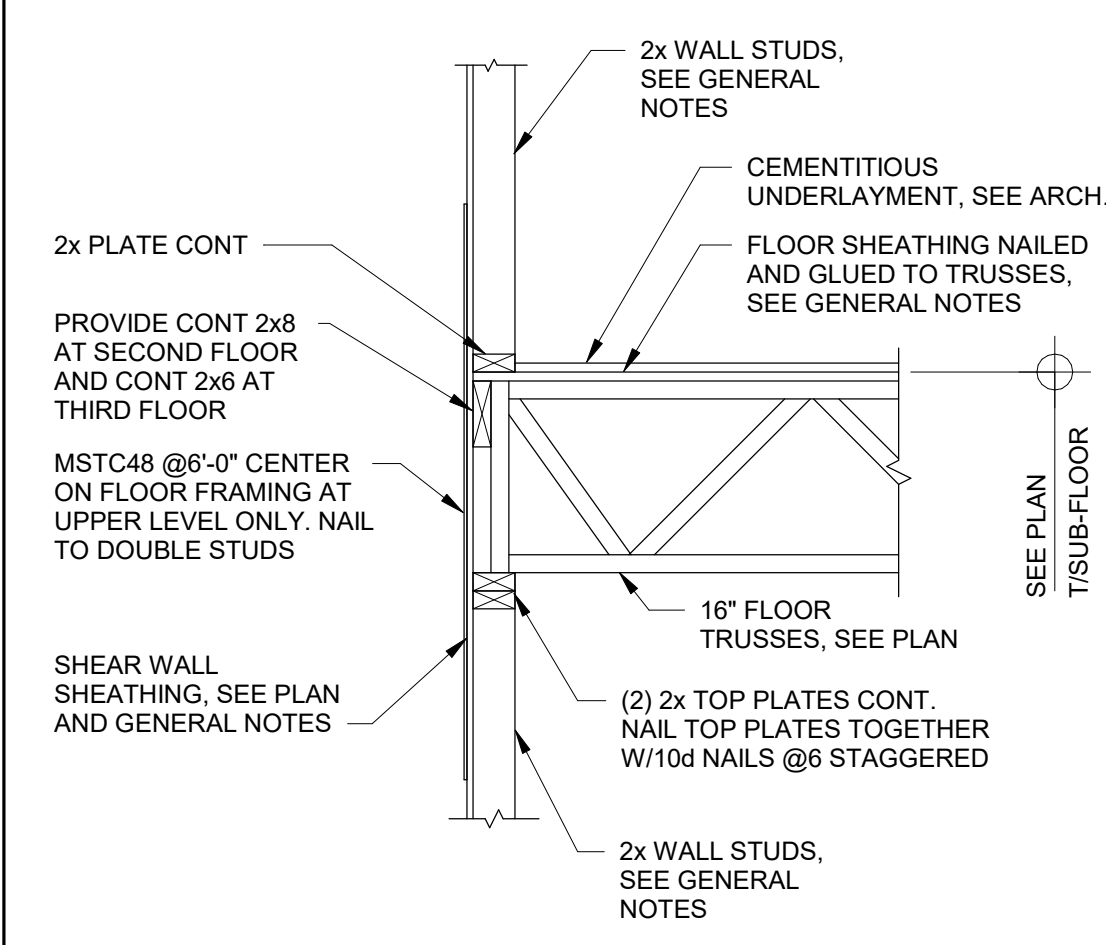 2x WALL STUDS,
SEE GENERAL
NOTES
CEMENTITIOUS
UNDERLAYMENT, SEE ARCH.
FLOOR SHEATHING NAILED
AND GLUED TO TRUSSES,
SEE GENERAL NOTES
2x PLATE CONT
PROVIDE CONT 2x8
AT SECOND FLOOR
AND CONT 2x6 AT
THIRD FLOOR
MSTC48 @6'-0" CENTER
ON FLOOR FRAMING AT
UPPER LEVEL ONLY. NAIL
TO DOUBLE STUDS
SHEAR WALL
SHEATHING, SEE PLAN
AND GENERAL NOTES
SEE PLAN
T/SUB-FLOOR
16" FLOOR
TRUSSES, SEE PLAN
(2) 2x TOP PLATES CONT.
NAIL TOP PLATES TOGETHER
W/10d NAILS @6 STAGGERED
2x WALL STUDS,
SEE GENERAL
NOTES